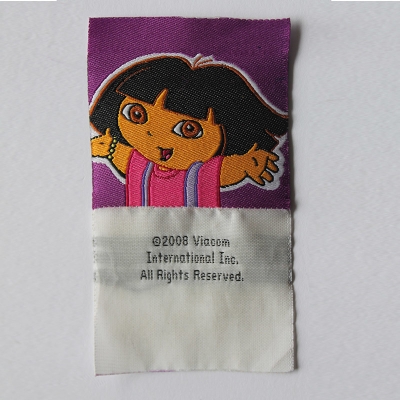 ©2008 Viacom
International Inc.
All Rights Reserved.